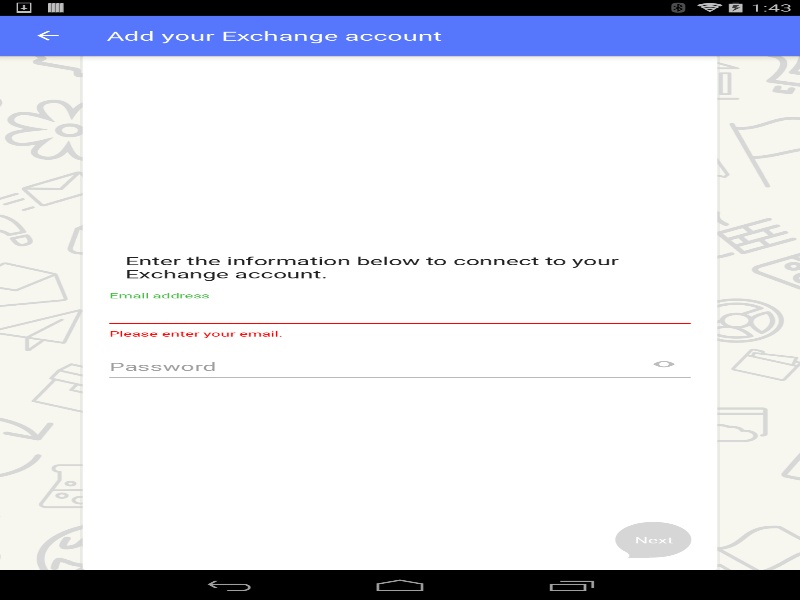 1:43
Add your Exchange account
Enter the information below to connect to your
Exchange account.
Email address
Please enter your email.
Password
Next